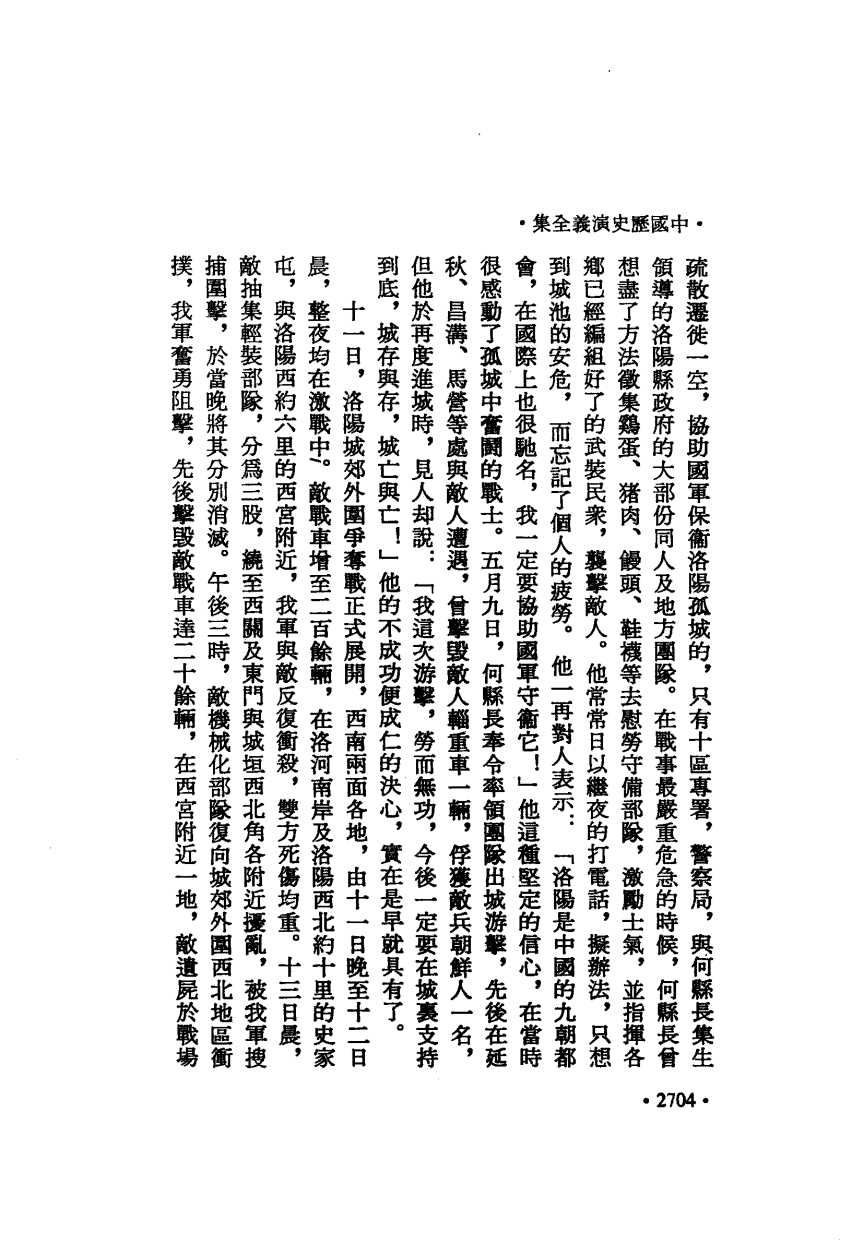 ·中國歷史演義全集·
疏散遷徙一空，協助國軍保衞洛陽孤城的，只有十區專署，警察局，與何縣長集生
領導的洛陽縣政府的大部份同人及地方團隊。在戰事最嚴重危急的時侯，何縣長曾
想盡了方法徵集鷄蛋、猪肉、饅頭、鞋襪等去慰勞守備部隊，激勵士氣，並指揮各
鄉已經編組好了的武裝民衆，襲擊敵人。他常常日以繼夜的打電話，擬辦法，只想
到城池的安危，而忘記了個人的疲勞。他一再對人表示：「洛陽是中國的九朝都
會，在國際上也很馳名，我一定要協助國軍守衞它！」他這種堅定的信心，在當時
很感動了孤城中奮鬪的戰士。五月九日，何縣長奉令率領團隊出城游擊，先後在延
秋、昌溝、馬營等處與敵人遭遇，曾擊毀敵人輜重車一輛，俘獲敵兵朝鮮人一名，
但他於再度進城時，見人却說：「我這次游擊，勞而無功，今後一定要在城裏支持
到底，城存與存，城亡與亡！」他的不成功便成仁的決心，實在是早就具有了。
十一日，洛陽城郊外圍爭奪戰正式展開，西南兩面各地，由十一日晚至十二日
晨，整夜均在激戰中。敵戰車增至二百餘輛，在洛河南岸及洛陽西北約十里的史家
屯，與洛陽西約六里的西宮附近，我軍與敵反復衝殺，雙方死傷均重。十三日晨，
敵抽集輕裝部隊，分爲三股，繞至西關及東門與城垣西北角各附近擾亂，被我軍搜
捕圍擊，於當晚將其分別消滅。午後三時，敵機械化部隊復向城郊外圍西北地區衝
撲，我軍奮勇阻擊，先後擊毀敵戰車達二十餘輛，在西宮附近一地，敵遺屍於戰場
·2704·